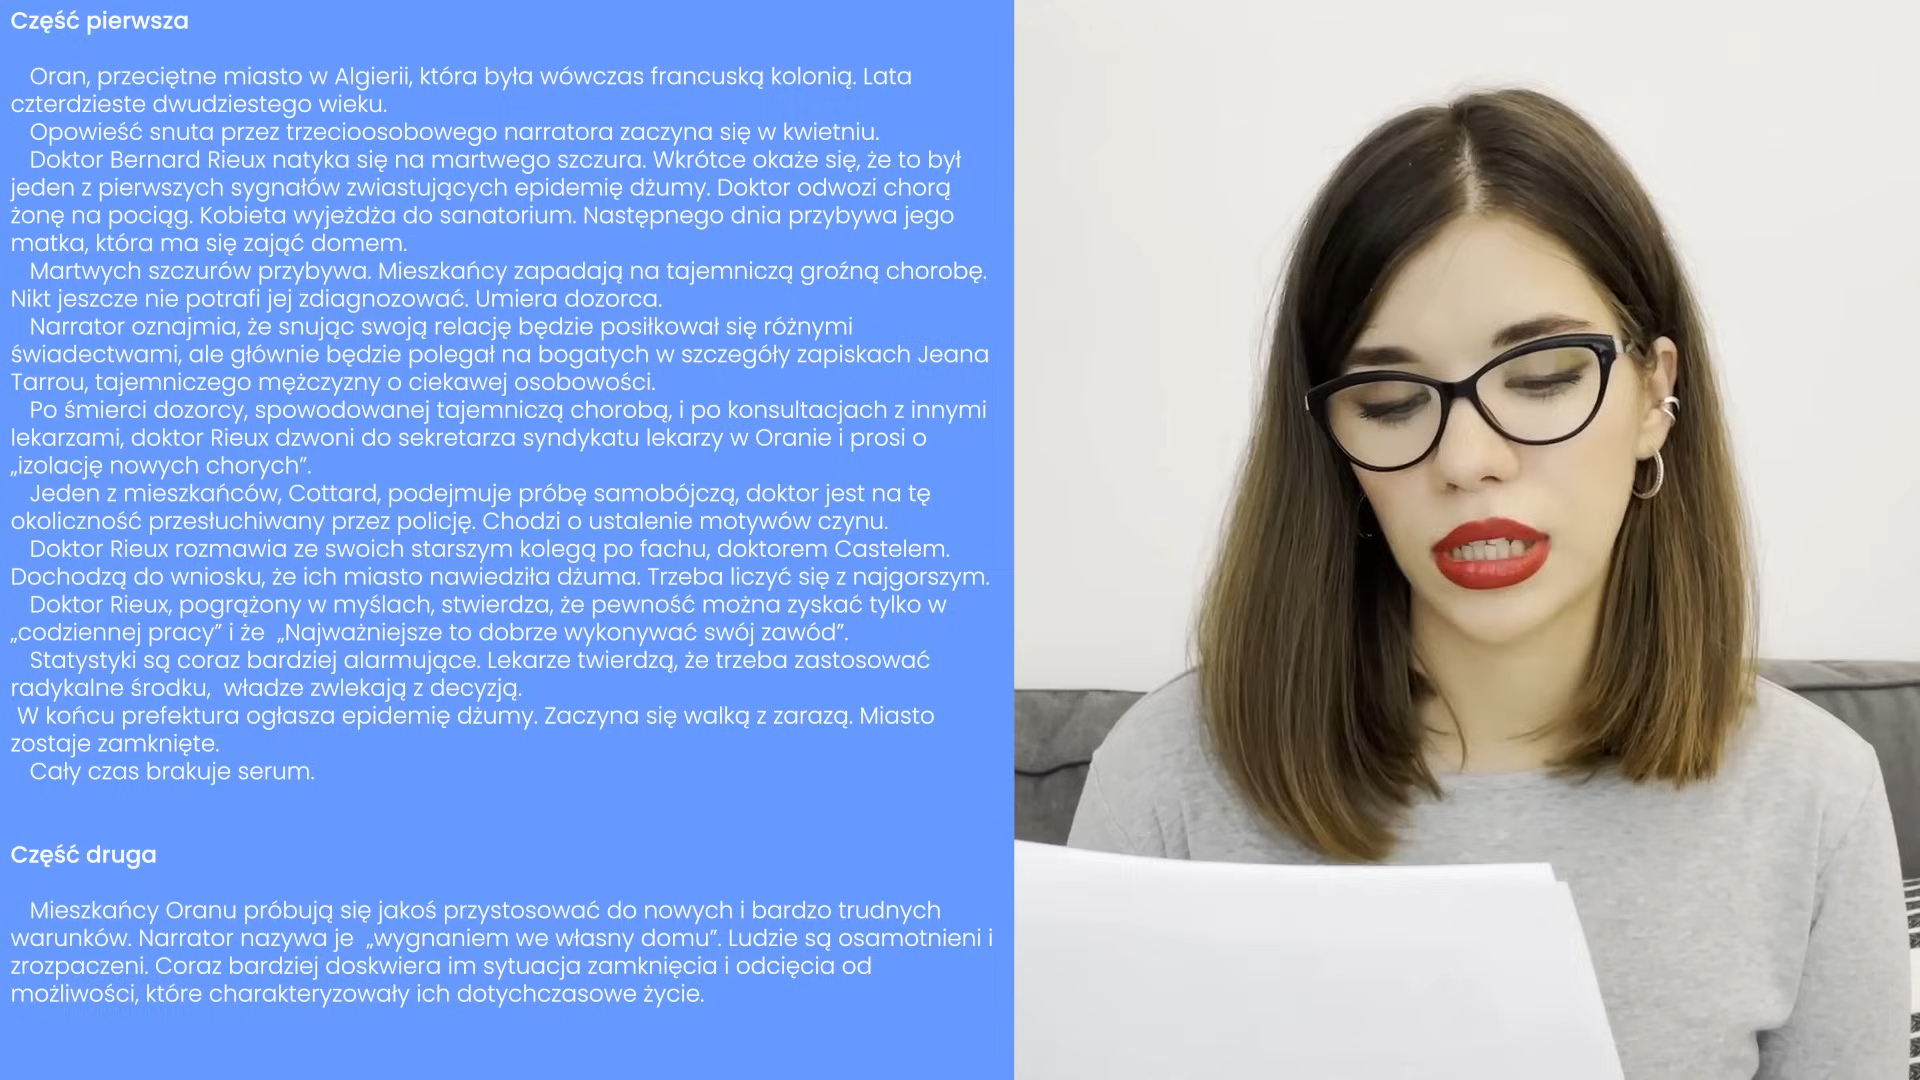 Część pierwsza
Oran, przeciętne miasto w Algierii, która była wówczas francuską kolonią. Lata
czterdzieste dwudziestego wieku.
Opowieść snuta przez trzecioosobowego narratora zaczyna się w kwietniu.
Doktor Bernard Rieux natyka się na martwego szczura. Wkrótce okaże się, że to był
jeden z pierwszych sygnałów zwiastujących epidemię dżumy. Doktor odwozi chorą
żonę na pociąg. Kobieta wyjeżdża do sanatorium. Następnego dnia przybywa jego
matka, która ma się zająć domem.
Martwych szczurów przybywa. Mieszkańcy zapadają na tajemniczą groźną chorobę.
Nikt jeszcze nie potrafi jej zdiagnozować. Umiera dozorca.
Narrator oznajmia, że snując swoją relację będzie posiłkował się różnymi
świadectwami, ale głównie będzie polegał na bogatych w szczegóły zapiskach Jeana
Tarrou, tajemniczego mężczyzny o ciekawej osobowości.
Po śmierci dozorcy, spowodowanej tajemniczą chorobą, i po konsultacjach z innymi
lekarzami, doktor Rieux dzwoni do sekretarza syndykatu lekarzy w Oranie i prosi o
„izolację nowych chorych”.
Jeden z mieszkańców, Cottard, podejmuje próbę samobójczą, doktor jest na tę
okoliczność przesłuchiwany przez policję. Chodzi o ustalenie motywów czynu.
Doktor Rieux rozmawia ze swoich starszym kolegą po fachu, doktorem Castelem.
Dochodzą do wniosku, że ich miasto nawiedziła dżuma. Trzeba liczyć się z najgorszym.
Doktor Rieux, pogrążony w myślach, stwierdza, że pewność można zyskać tylko w
„codziennej pracy” i że  „Najważniejsze to dobrze wykonywać swój zawód”.
Statystyki są coraz bardziej alarmujące. Lekarze twierdzą, że trzeba zastosować
radykalne środku,  władze zwlekają z decyzją.
W końcu prefektura ogłasza epidemię dżumy. Zaczyna się walką z zarazą. Miasto
zostaje zamknięte.
Cały czas brakuje serum.
Część druga
Mieszkańcy Oranu próbują się jakoś przystosować do nowych i bardzo trudnych
warunków. Narrator nazywa je  „wygnaniem we własny domu”. Ludzie są osamotnieni i
zrozpaczeni. Coraz bardziej doskwiera im sytuacja zamknięcia i odcięcia od
możliwości, które charakteryzowały ich dotychczasowe życie.